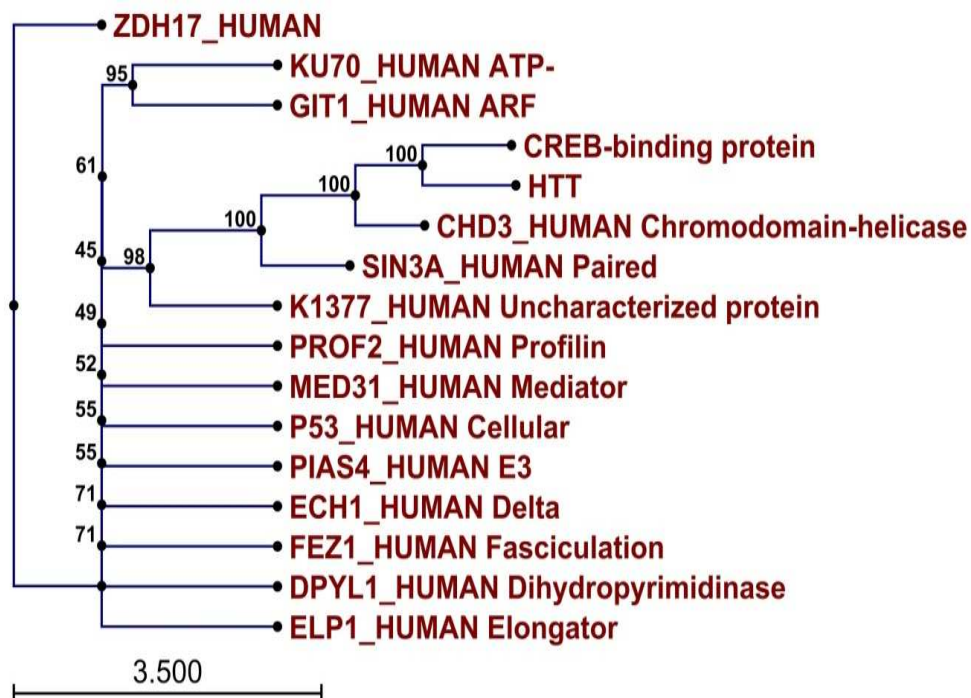 ZDH17_HUMAN
95
KU70_HUMAN ATP-
GIT1_HUMAN ARF
100
CREB-binding protein
61
100
HTT
100
CHD3_HUMAN Chromodomain-helicase
45
98
SIN3A_HUMAN Paired
49
K1377_HUMAN Uncharacterized protein
PROF2_HUMAN Profilin
52
MED31_HUMAN Mediator
55
P53_HUMAN Cellular
55
PIAS4_HUMAN E3
71
ECH1_HUMAN Delta
71
FEZ1_HUMAN Fasciculation
DPYL1_HUMAN Dihydropyrimidinase
ELP1_HUMAN Elongator
3.500